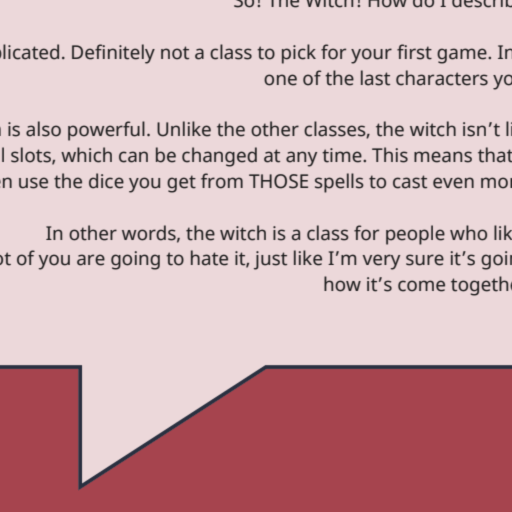 So! The Witch! How do I describ
licated. Definitely not a class to pick for your first game. In
one of the last characters yo
is also powerful. Unlike the other classes, the witch isn't li
l slots, which can be changed at any time. This means that
en use the dice you get from THOSE spells to cast even mor
In other words, the witch is a class for people who lik
ot of you are going to hate it, just like I'm very sure it's goin
how it's come togethe